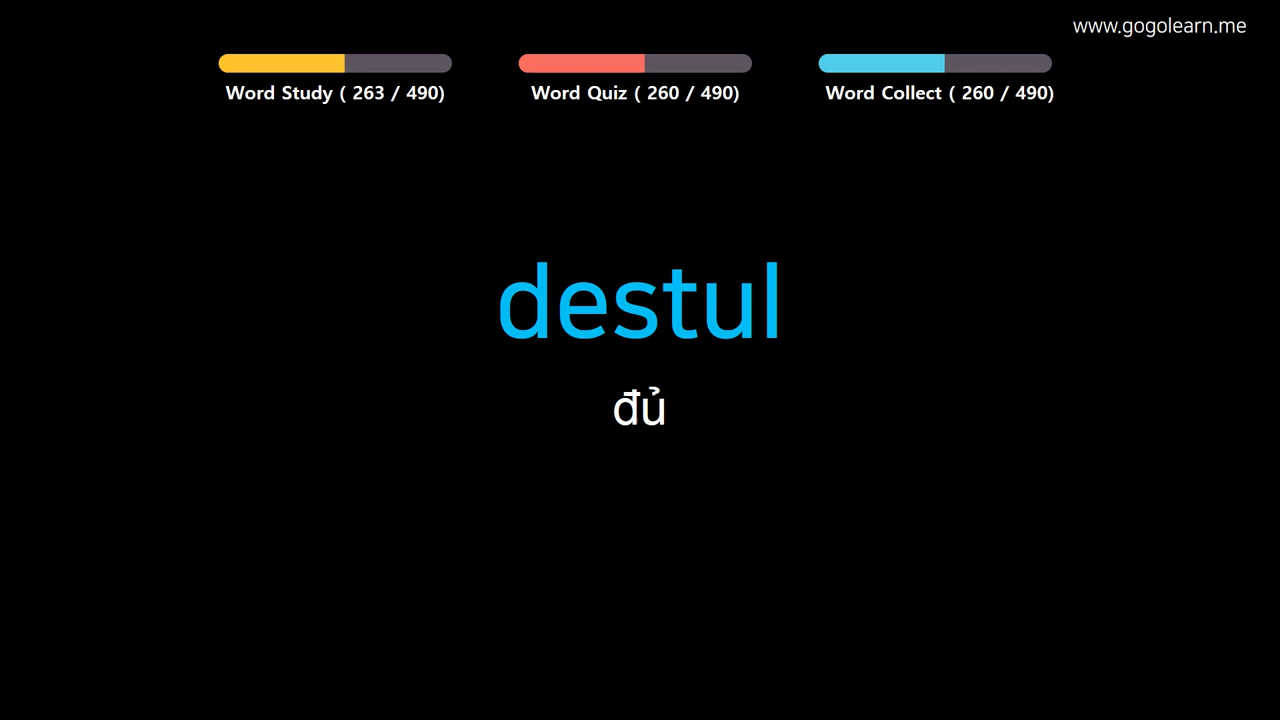 www.gogolearn.me
Word Study ( 263 / 490)
Word Quiz ( 260 / 490)
Word Collect ( 260 / 490)
destul
đủ